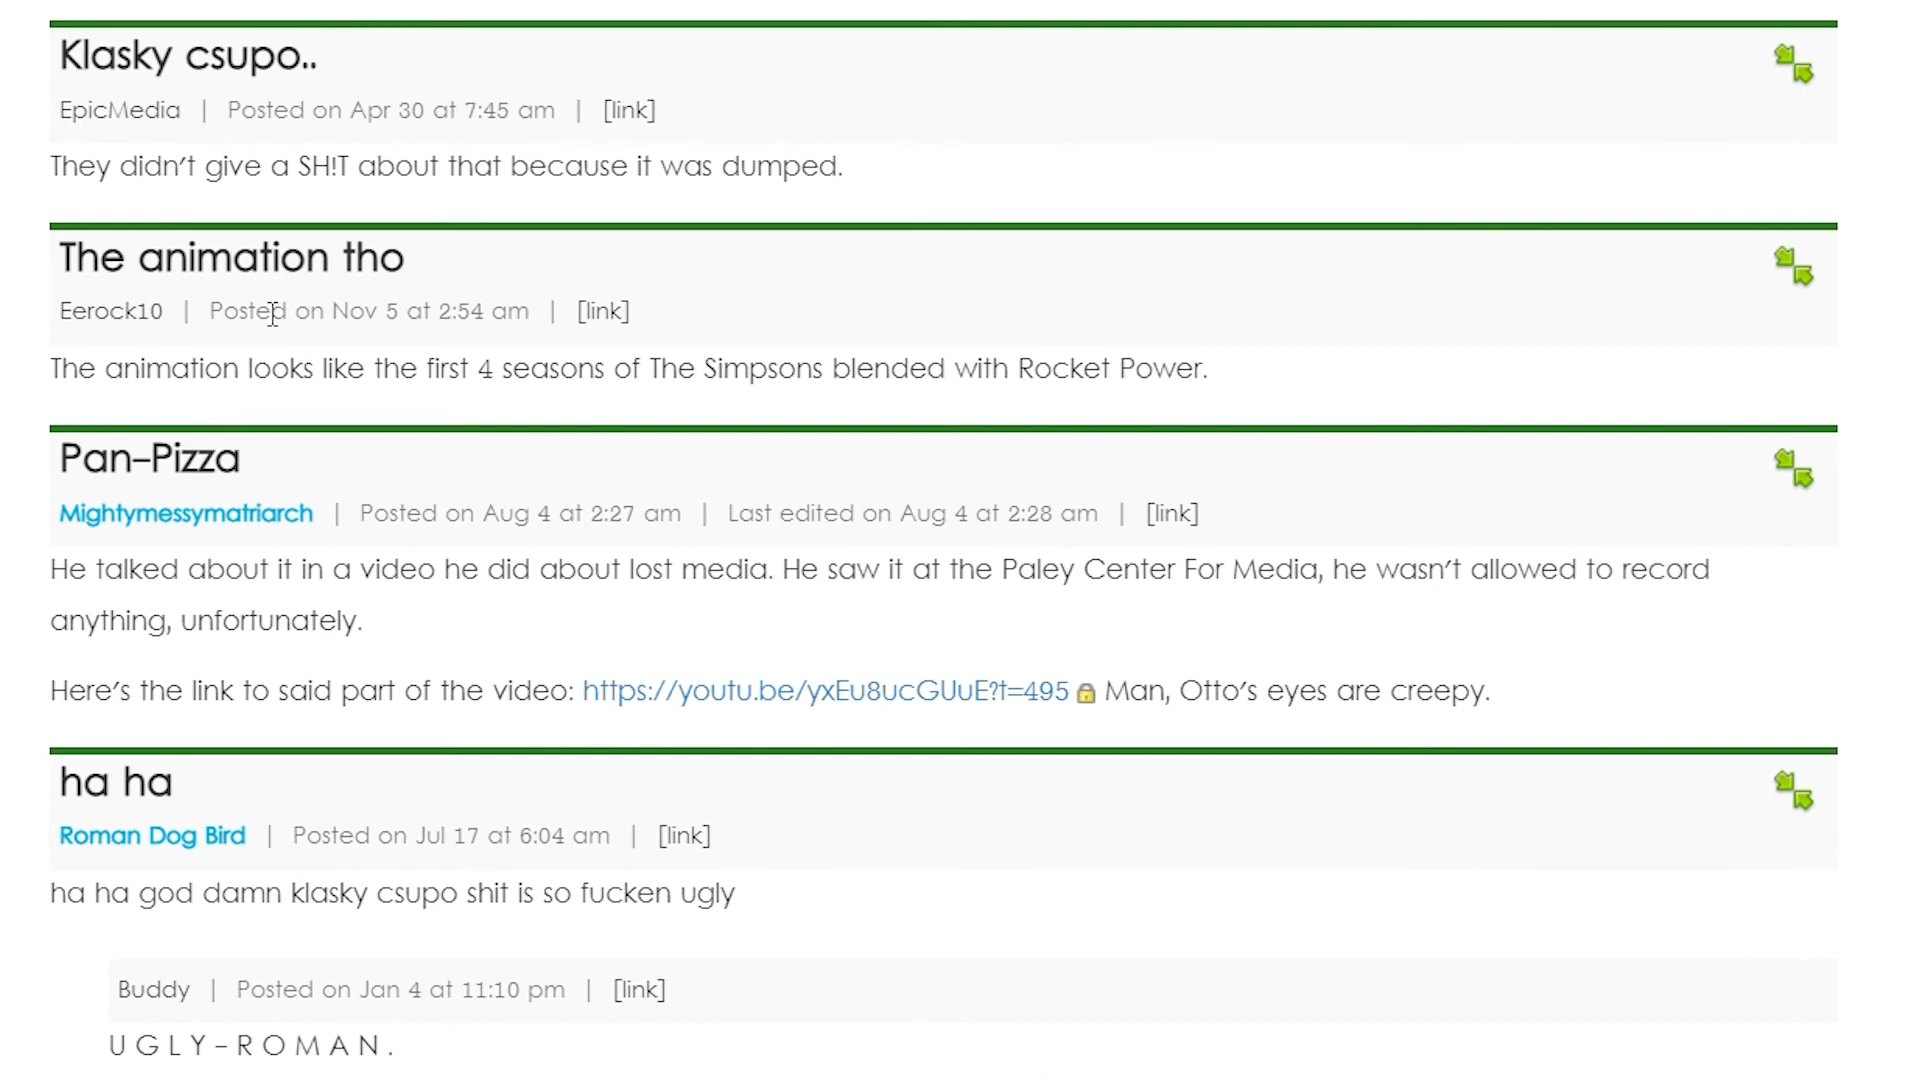 Klasky csupo..
EpicMedia | Posted on Apr 30 at 7:45 am | [link]
They didn't give a SH!T about that because it was dumped.
The animation tho
Eerock10 | Posted on Nov 5 at 2:54 am | [link]
The animation looks like the first 4 seasons of The Simpsons blended with Rocket Power.
Pan-Pizza
Mightymessymatriarch | Posted on Aug 4 at 2:27 am | Last edited on Aug 4 at 2:28 am | [link]
He talked about it in a video he did about lost media. He saw it at the Paley Center For Media, he wasn't allowed to record
anything, unfortunately.
Here's the link to said part of the video: https://youtu.be/yxEu8ucGUuE?t=495 Man, Otto's eyes are creepy.
ha ha
Roman Dog Bird | Posted on Jul 17 at 6:04 am | [link]
ha ha god damn klasky csupo shit is so fucken ugly
Buddy | Posted on Jan 4 at 11:10 pm | [link]
U G L Y - R O M A N .